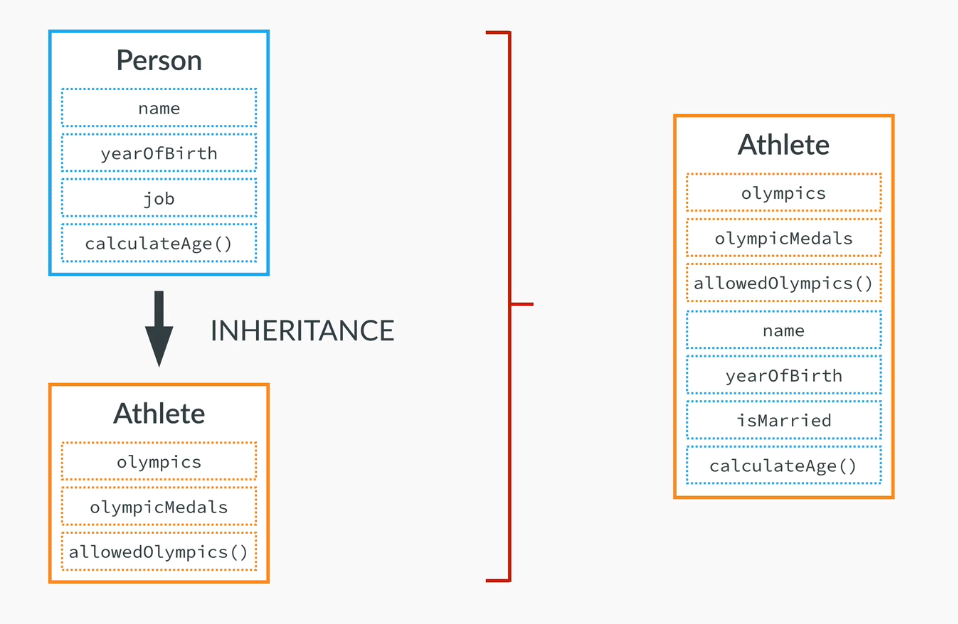 Person
name
yearOfBirth
job
calculateAge()
INHERITANCE
Athlete
olympics
olympicMedals
allowedOlympics()
Athlete
olympics
olympicMedals
allowedOlympics()
name
yearOfBirth
isMarried
calculateAge()